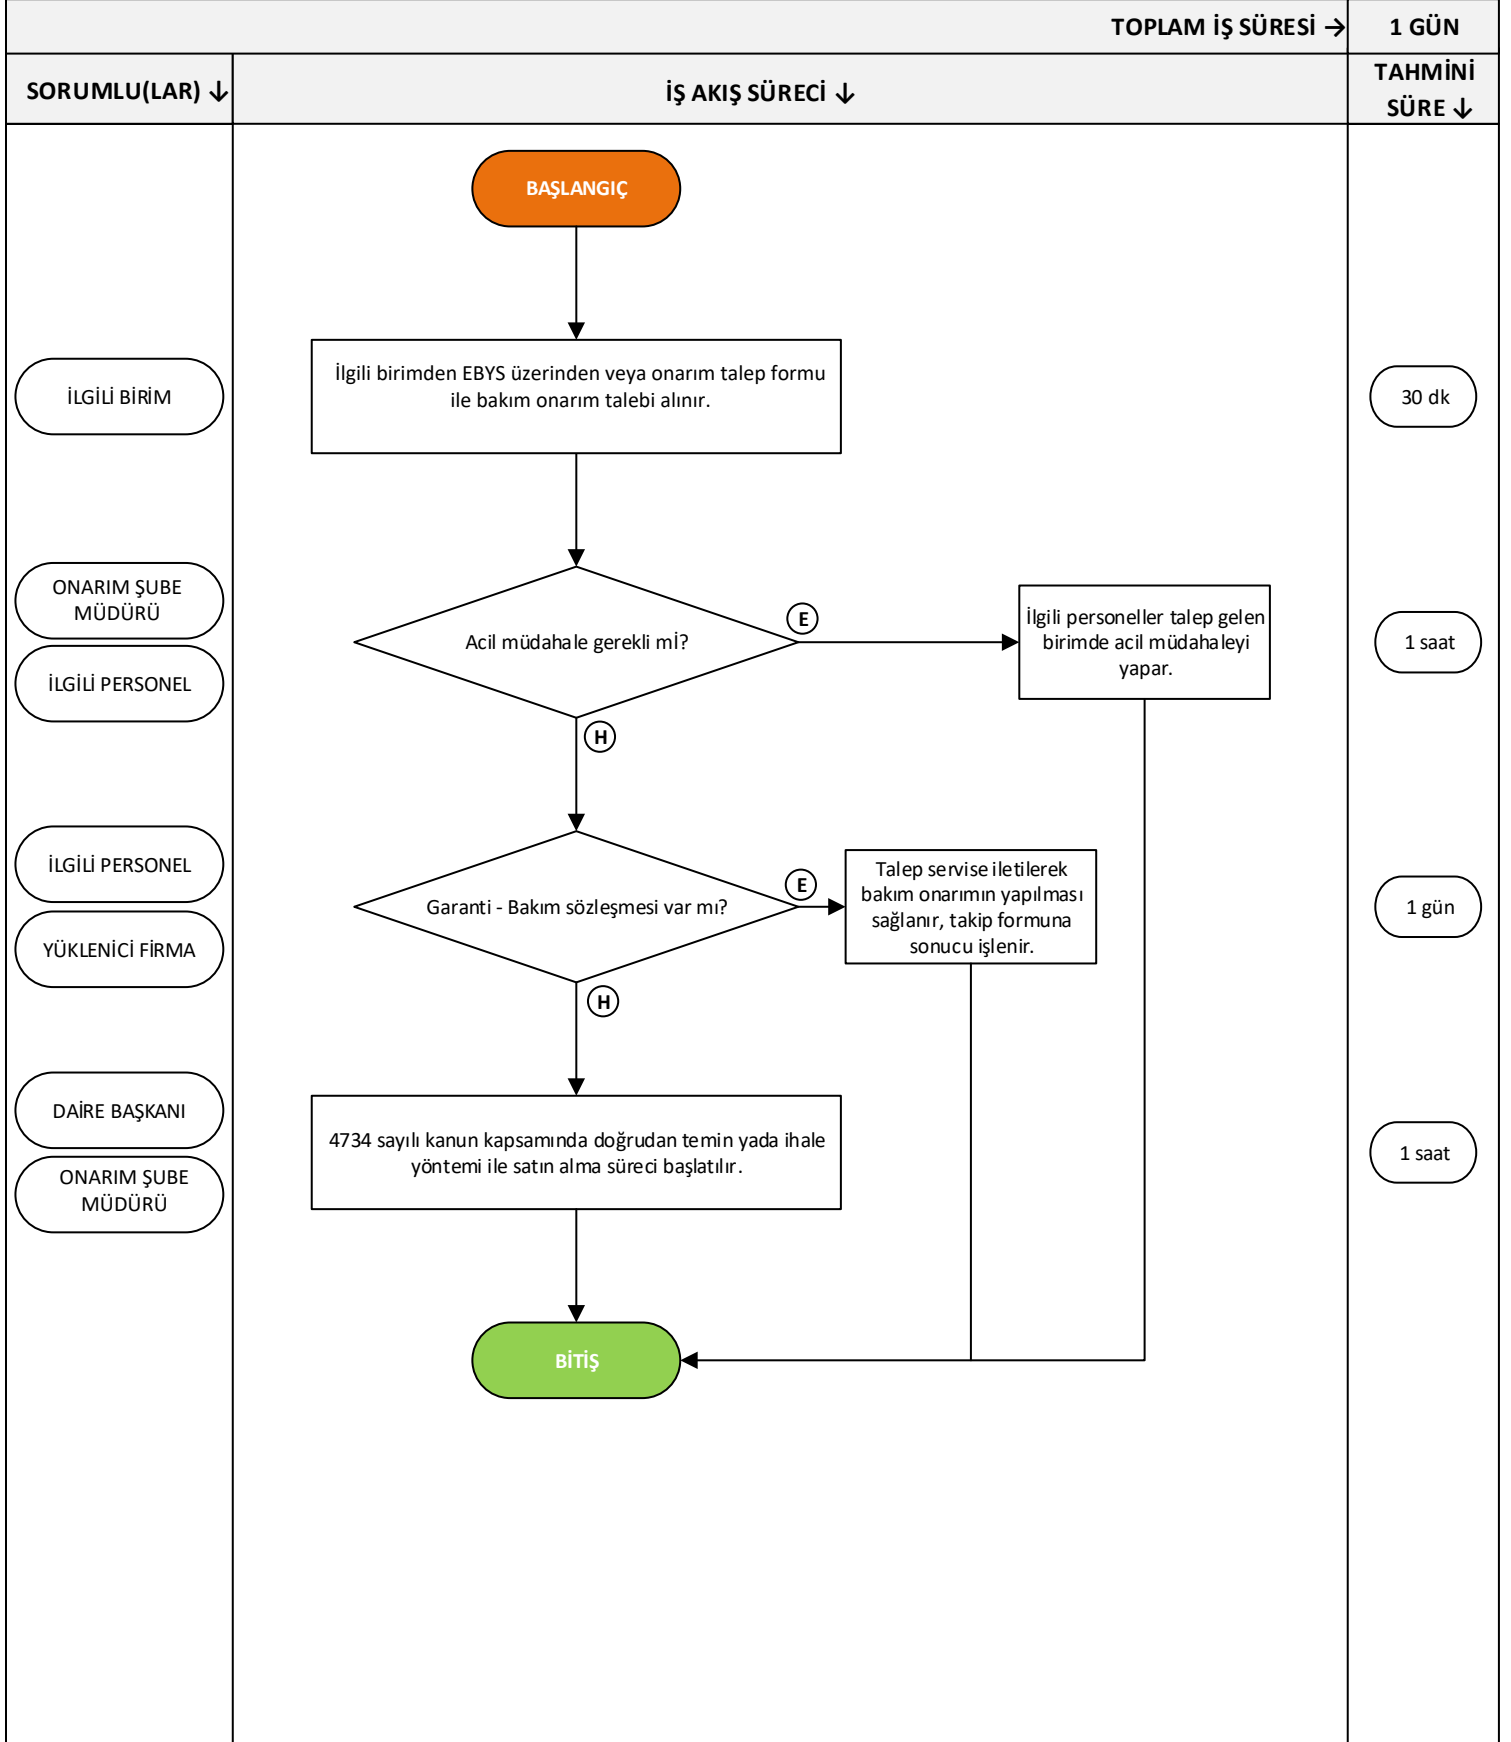 TOPLAM İŞ SÜRESİ →
1 GÜN
SORUMLU(LAR) ↓
İŞ AKIŞ SÜRECİ ↓
TAHMİNİ
SÜRE ↓
BAŞLANGIÇ
İLGİLİ BİRİM
İlgili birimden EBYS üzerinden veya onarım talep formu
ile bakım onarım talebi alınır.
30 dk
ONARIM ŞUBE
MÜDÜRÜ
İLGİLİ PERSONEL
Acil müdahale gerekli mİ?
E
İlgili personeller talep gelen
birimde acil müdahaleyi
yapar.
1 saat
H
İLGİLİ PERSONEL
YÜKLENİCİ FİRMA
Garanti - Bakım sözleşmesi var mı?
E
Talep servise iletilerek
bakım onarımın yapılması
sağlanır, takip formuna
sonucu işlenir.
1 gün
H
DAİRE BAŞKANI
ONARIM ŞUBE
MÜDÜRÜ
4734 sayılı kanun kapsamında doğrudan temin yada ihale
yöntemi ile satın alma süreci başlatılır.
1 saat
BİTİŞ